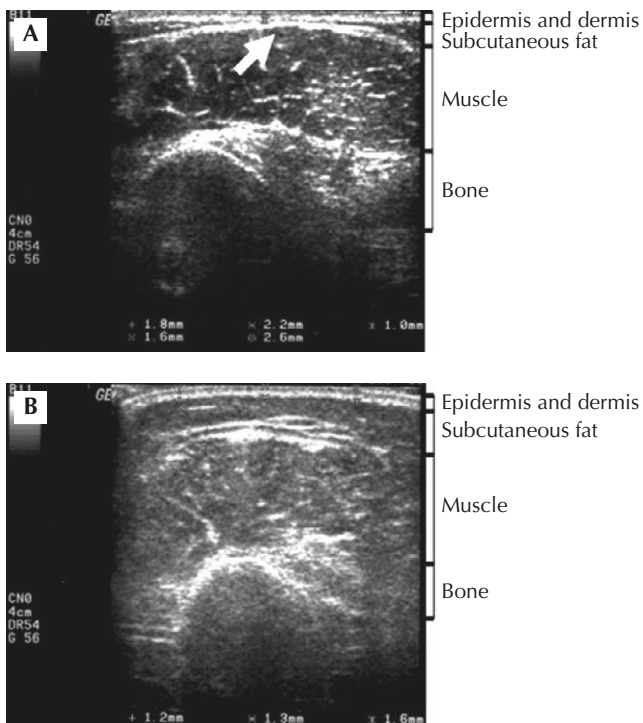 B11
GE
A
Epidermis and dermis
Subcutaneous fat
Muscle
Bone
CN0
4cm
DR54
G 56
+ 1.8mm × 2.2mm x 1.0mm
× 1.6mm 2.6mm
B11
GE
B
Epidermis and dermis
Subcutaneous fat
Muscle
Bone
CN0
4cm
DR54
G 56
+ 1.2mm × 1.3mm x 1.6mm